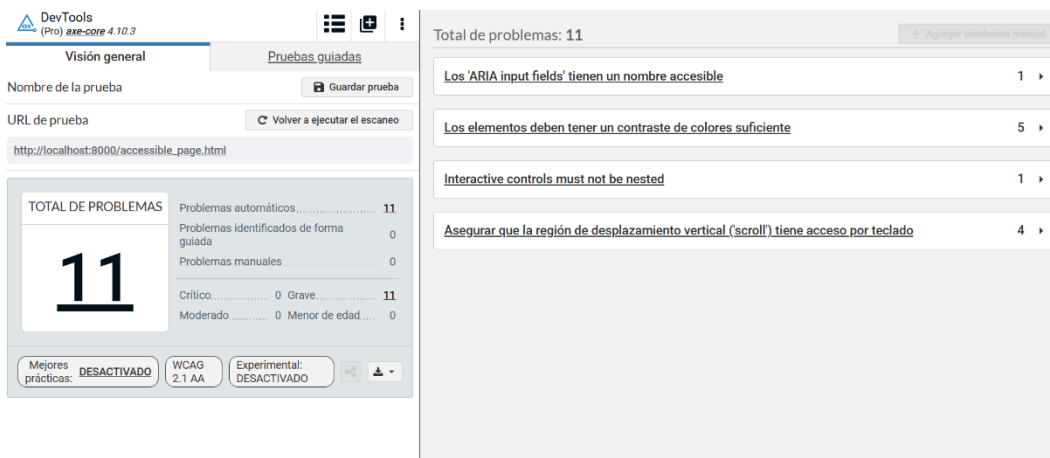 DevTools
(Pro) axe-core 4.10.3
Visión general
Pruebas guiadas
Nombre de la prueba
Guardar prueba
URL de prueba
Volver a ejecutar el escaneo
http://localhost:8000/accessible_page.html
TOTAL DE PROBLEMAS
11
Problemas automáticos 11
Problemas identificados de forma
guiada 0
Problemas manuales 0
Crítico 0 Grave 11
Moderado 0 Menor de edad 0
Mejores
prácticas: DESACTIVADO
WCAG
2.1 AA
Experimental:
DESACTIVADO
Total de problemas: 11
+ Agregar incidencia manual
Los 'ARIA input fields' tienen un nombre accesible 1
Los elementos deben tener un contraste de colores suficiente 5
Interactive controls must not be nested 1
Asegurar que la región de desplazamiento vertical ('scroll') tiene acceso por teclado 4